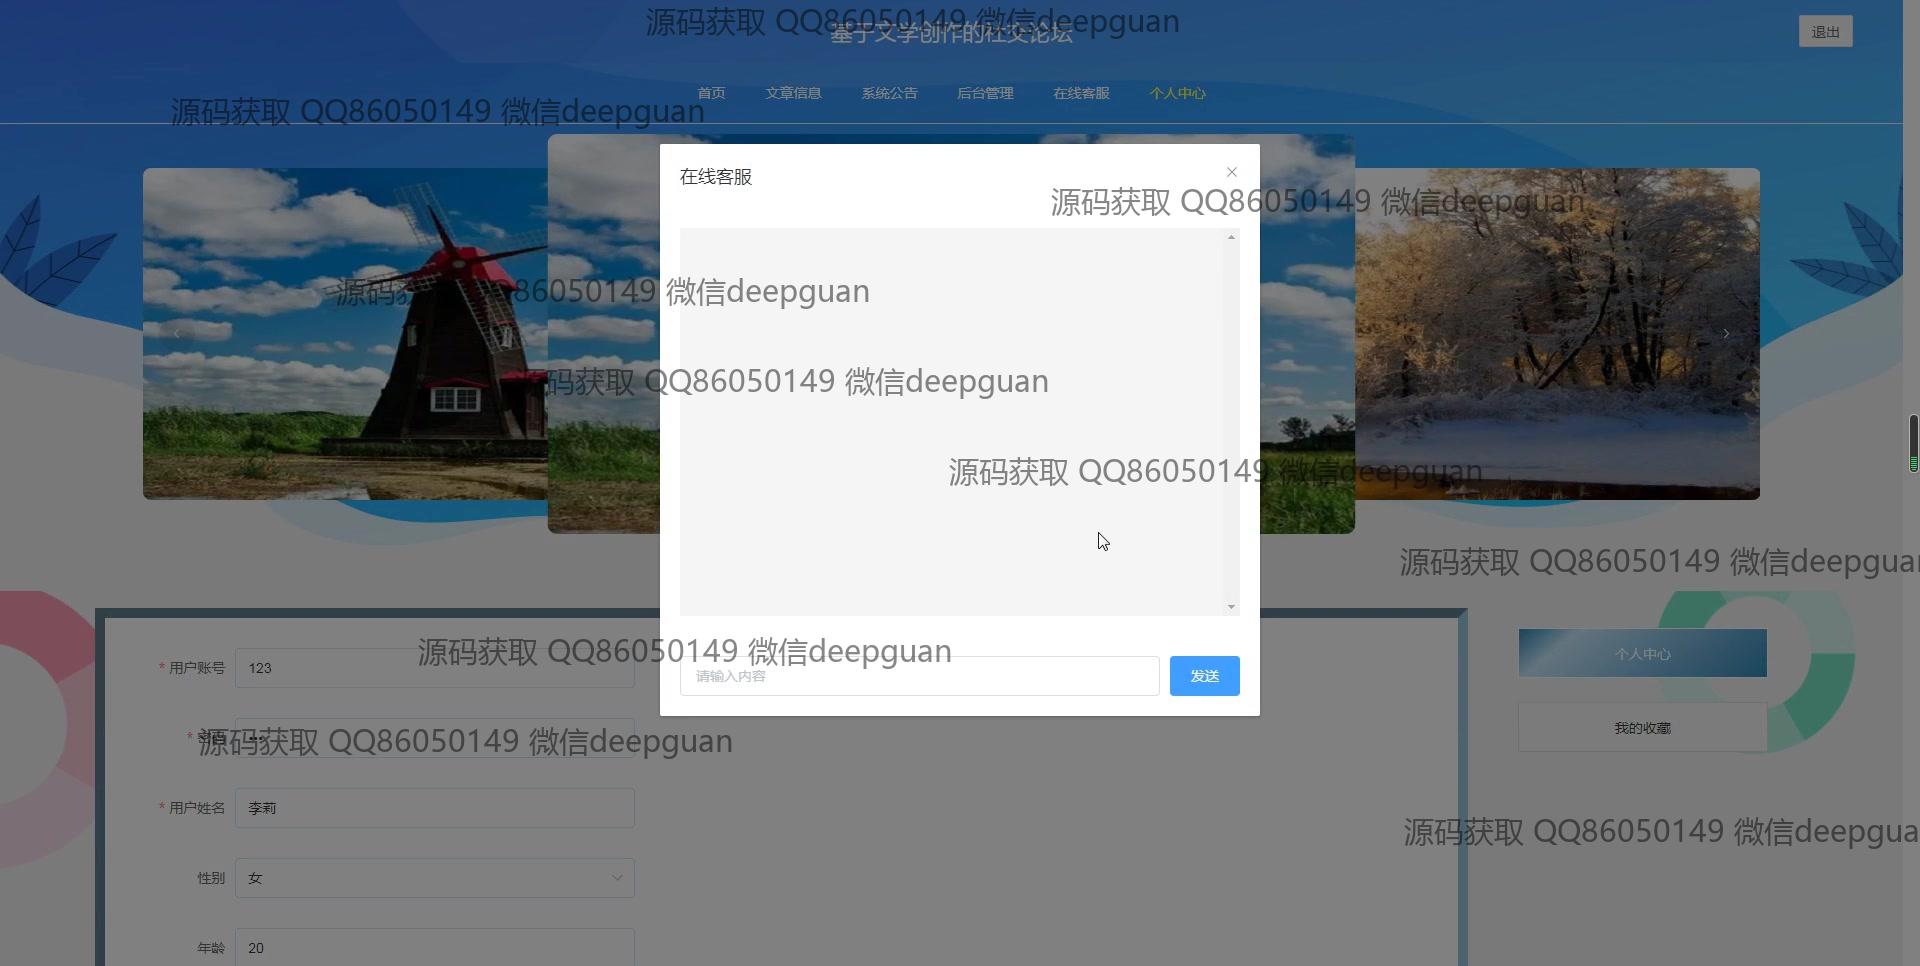 源码获取 QQ86050149 微信deepguan
基于文学创作的社交论坛
退出
首页 文章信息 系统公告 后台管理 在线客服 个人中心
源码获取 QQ86050149 微信deepguan
在线客服
源码获取 QQ86050149 微信deepguan
源码获取 QQ86050149 微信deepguan
源码获取 QQ86050149 微信deepguan
源码获取 QQ86050149 微信deepguan
源码获取 QQ86050149 微信deepguan
源码获取 QQ86050149 微信deepguan
* 用户账号 123
请输入内容 发送
个人中心
我的收藏
* 密码
源码获取 QQ86050149 微信deepguan
* 用户姓名 李莉
源码获取 QQ86050149 微信deepgua
性别 女
年龄 20